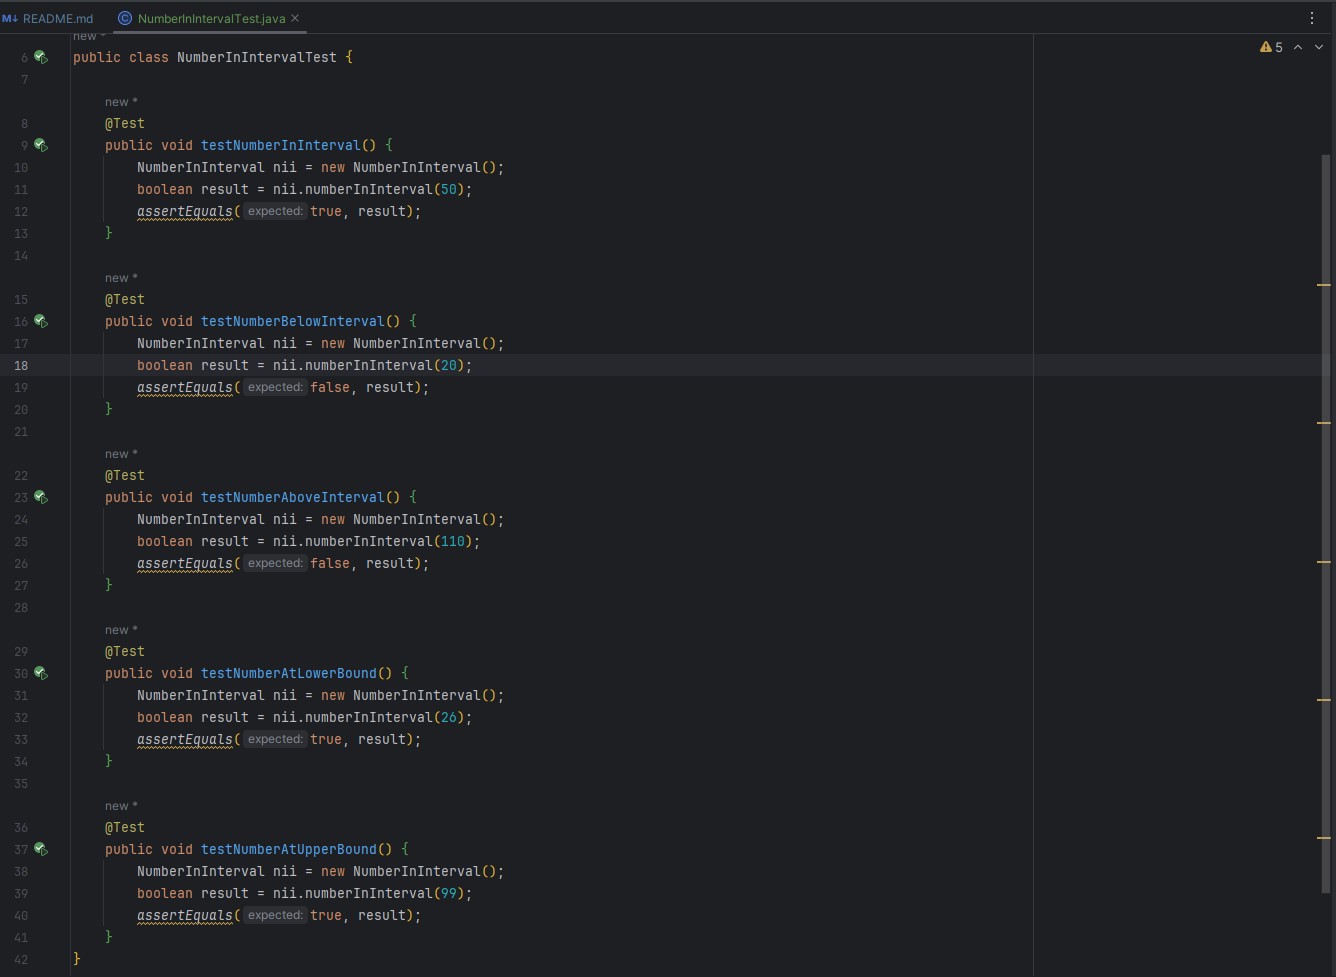 M↓ README.md NumberInIntervalTest.java
new *
5
6 public class NumberInIntervalTest {
7
new *
8 @Test
9 public void testNumberInInterval() {
10 NumberInInterval nii = new NumberInInterval();
11 boolean result = nii.numberInInterval(50);
12 assertEquals( expected: true, result);
13 }
14
new *
15 @Test
16 public void testNumberBelowInterval() {
17 NumberInInterval nii = new NumberInInterval();
18 boolean result = nii.numberInInterval(20);
19 assertEquals( expected: false, result);
20 }
21
new *
22 @Test
23 public void testNumberAboveInterval() {
24 NumberInInterval nii = new NumberInInterval();
25 boolean result = nii.numberInInterval(110);
26 assertEquals( expected: false, result);
27 }
28
new *
29 @Test
30 public void testNumberAtLowerBound() {
31 NumberInInterval nii = new NumberInInterval();
32 boolean result = nii.numberInInterval(26);
33 assertEquals( expected: true, result);
34 }
35
new *
36 @Test
37 public void testNumberAtUpperBound() {
38 NumberInInterval nii = new NumberInInterval();
39 boolean result = nii.numberInInterval(99);
40 assertEquals( expected: true, result);
41 }
42 }